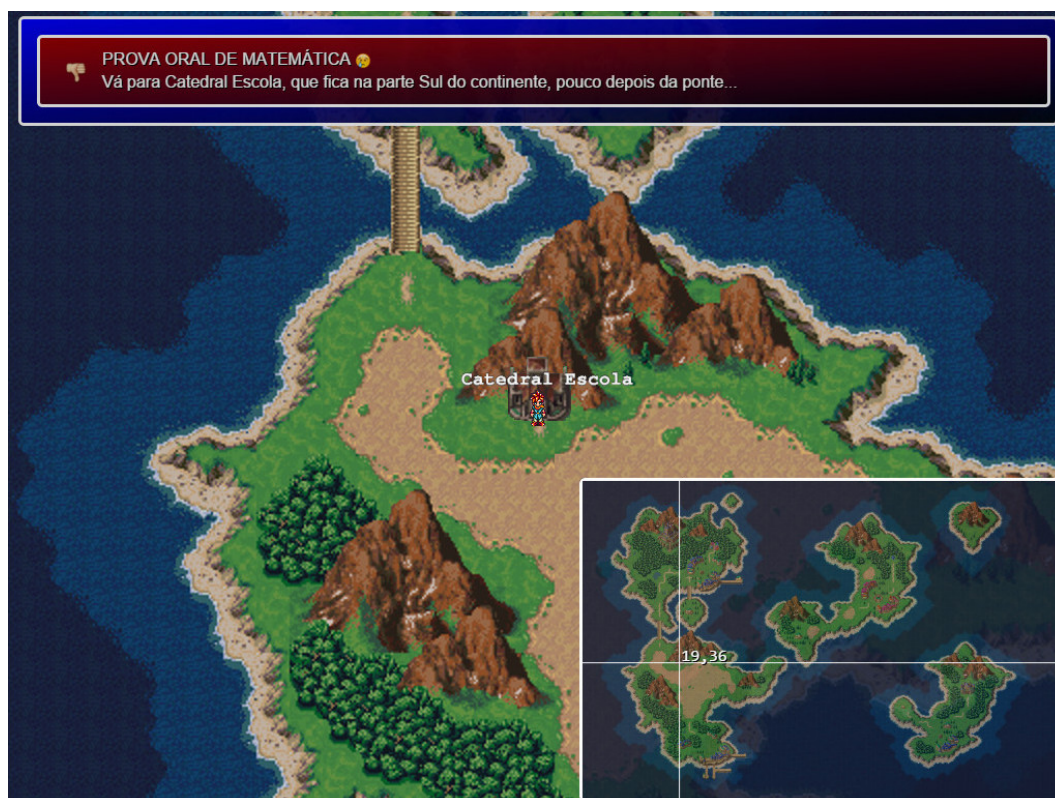 PROVA ORAL DE MATEMÁTICA 😢
Vá para Catedral Escola, que fica na parte Sul do continente, pouco depois da ponte...
Catedral Escola
19,36